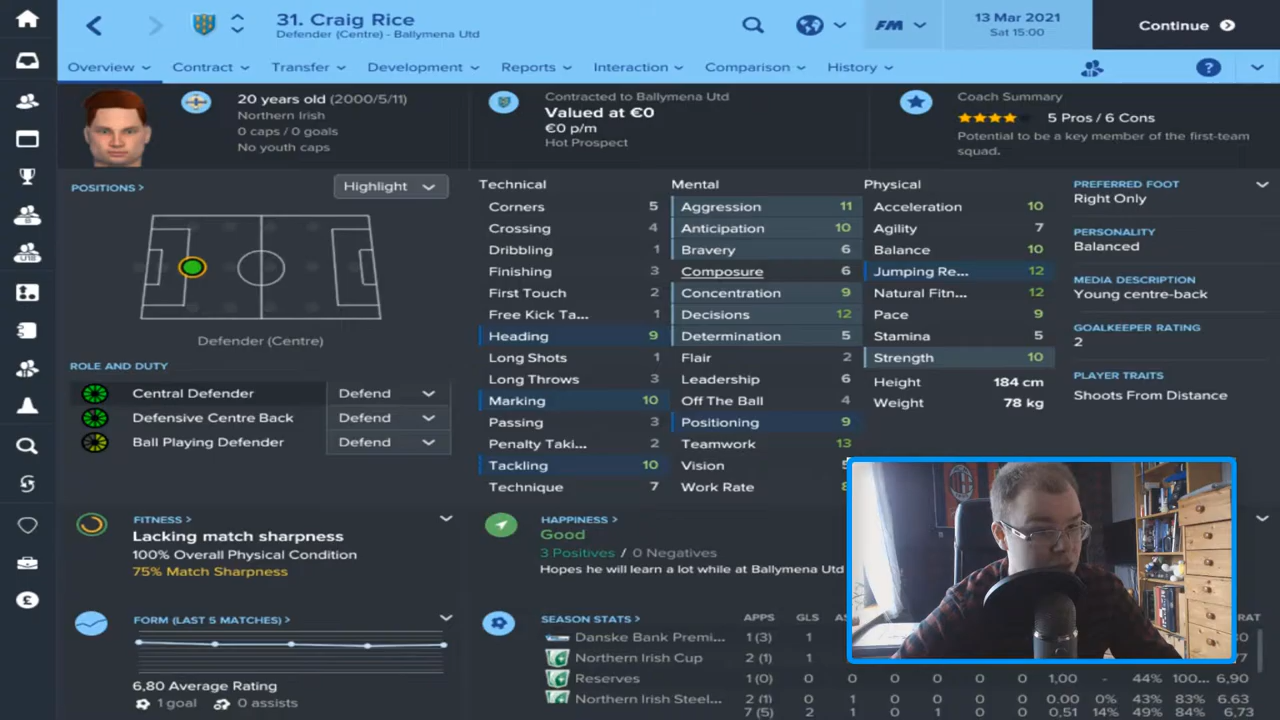 31. Craig Rice
Defender (Centre) - Ballymena Utd
FM
13 Mar 2021
Sat 15:00
Continue
Overview
Contract
Transfer
Development
Reports
Interaction
Comparison
History
?
20 years old (2000/5/11)
Northern Irish
0 caps / 0 goals
No youth caps
Contracted to Ballymena Utd
Valued at €0
€0 p/m
Hot Prospect
Coach Summary
5 Pros / 6 Cons
Potential to be a key member of the first-team
squad.
POSITIONS >
Highlight
Defender (Centre)
ROLE AND DUTY
Central Defender Defend
Defensive Centre Back Defend
Ball Playing Defender Defend
Technical
Corners 5
Crossing 4
Dribbling 1
Finishing 3
First Touch 2
Free Kick Ta... 1
Heading 9
Long Shots 1
Long Throws 3
Marking 10
Passing 3
Penalty Taki... 2
Tackling 10
Technique 7
Mental
Aggression 11
Anticipation 10
Bravery 6
Composure 6
Concentration 9
Decisions 12
Determination 5
Flair 2
Leadership 6
Off The Ball 4
Positioning 9
Teamwork 13
Vision
Work Rate
Physical
Acceleration 10
Agility 7
Balance 10
Jumping Re... 12
Natural Fitn... 12
Pace 9
Stamina 5
Strength 10
Height 184 cm
Weight 78 kg
PREFERRED FOOT
Right Only
PERSONALITY
Balanced
MEDIA DESCRIPTION
Young centre-back
GOALKEEPER RATING
2
PLAYER TRAITS
Shoots From Distance
FITNESS >
Lacking match sharpness
100% Overall Physical Condition
75% Match Sharpness
HAPPINESS >
Good
3 Positives / 0 Negatives
Hopes he will learn a lot while at Ballymena Utd
FORM (LAST 5 MATCHES) >
6,80 Average Rating
1 goal 0 assists
SEASON STATS > APPS GLS RAT
Danske Bank Premi... 1 (3) 1
Northern Irish Cup 2 (1) 1
Reserves 1 (0) 0 0 0 0 0 1,00 - 44% 100... 6,90
Northern Irish Steel... 2 (1) 0 1 0 0 0 0.00 0% 43% 83% 6.63
7 (5) 2 1 0 1 0 0 0,51 14% 49% 84% 6,73